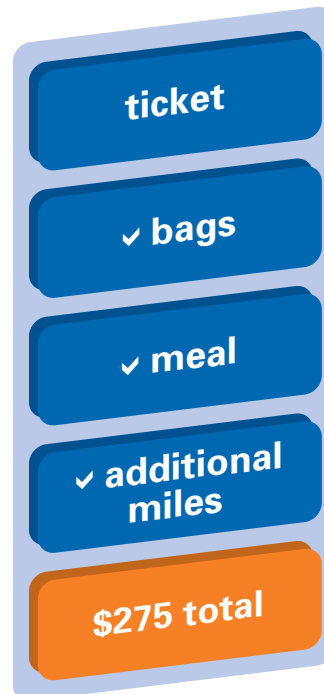 ticket
✓ bags
✓ meal
✓ additional
miles
$275 total